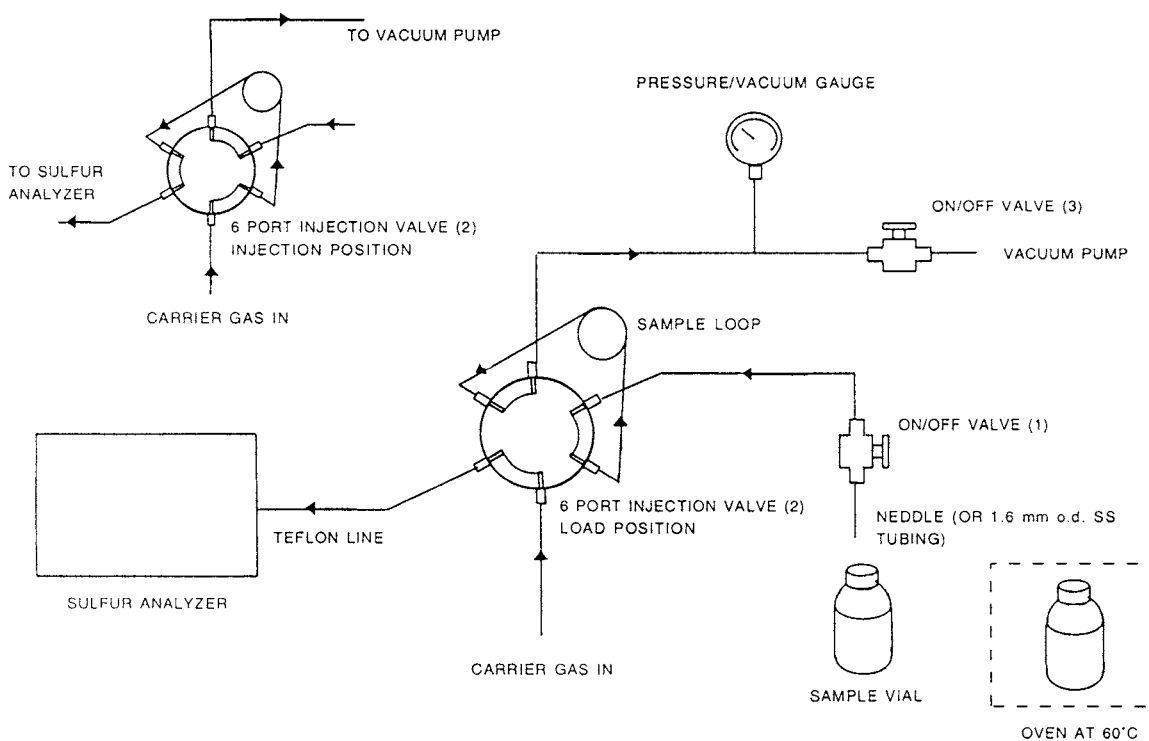 TO VACUUM PUMP
PRESSURE/VACUUM GAUGE
TO SULFUR
ANALYZER
ON/OFF VALVE (3)
6 PORT INJECTION VALVE (2)
INJECTION POSITION
VACUUM PUMP
CARRIER GAS IN
SAMPLE LOOP
ON/OFF VALVE (1)
6 PORT INJECTION VALVE (2)
LOAD POSITION
NEDDLE (OR 1.6 mm o.d. SS
TUBING)
TEFLON LINE
SULFUR ANALYZER
CARRIER GAS IN
SAMPLE VIAL
OVEN AT 60°C